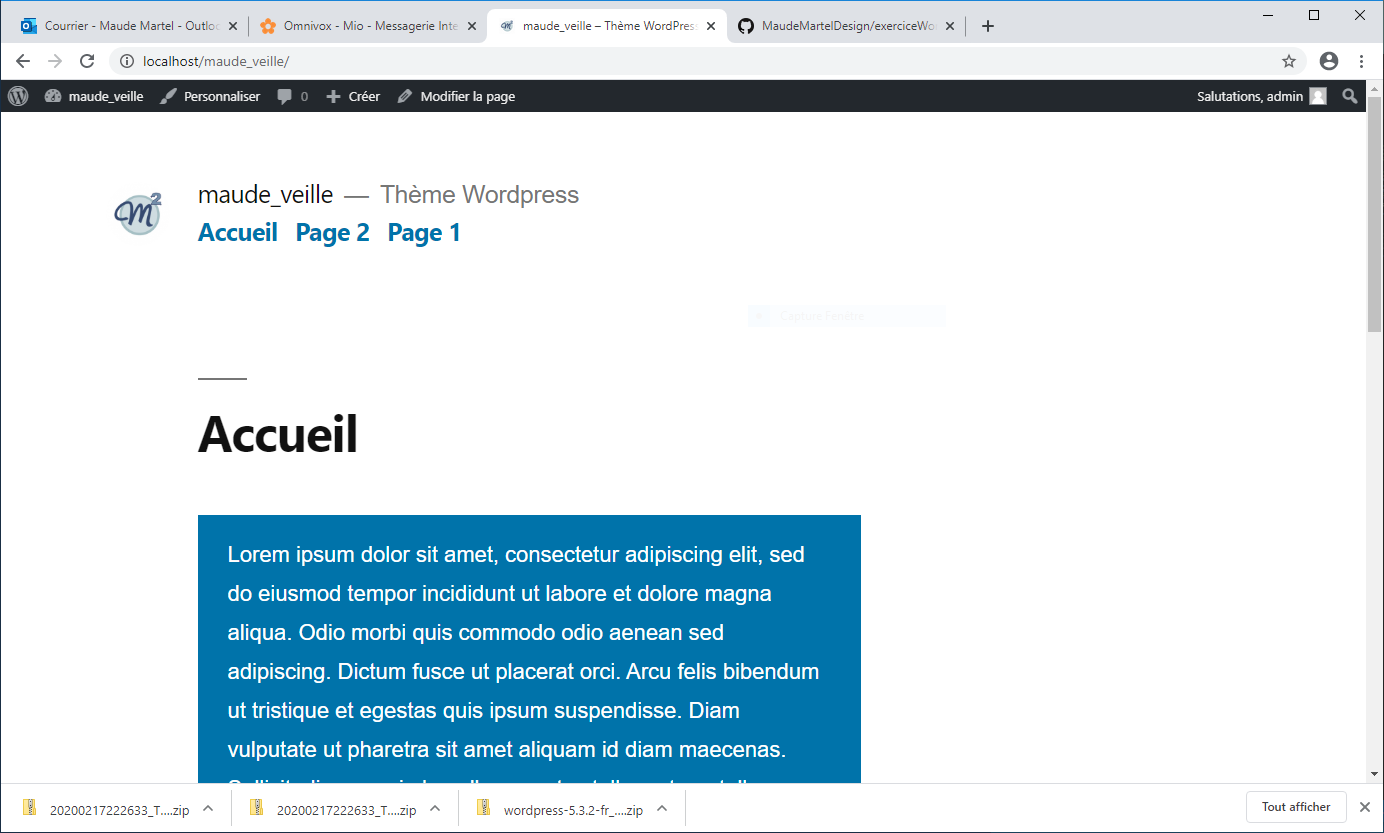 Courrier - Maude Martel - Outloo
Omnivox - Mio - Messagerie Inte
maude_veille – Thème WordPress
MaudeMartelDesign/exerciceWo
localhost/maude_veille/
maude_veille
Personnaliser
0
Créer
Modifier la page
Salutations, admin
m2
maude_veille — Thème Wordpress
Accueil Page 2 Page 1
Capture Fenêtre
Accueil
Lorem ipsum dolor sit amet, consectetur adipiscing elit, sed
do eiusmod tempor incididunt ut labore et dolore magna
aliqua. Odio morbi quis commodo odio aenean sed
adipiscing. Dictum fusce ut placerat orci. Arcu felis bibendum
ut tristique et egestas quis ipsum suspendisse. Diam
vulputate ut pharetra sit amet aliquam id diam maecenas.
20200217222633_T....zip
20200217222633_T....zip
wordpress-5.3.2-fr_....zip
Tout afficher